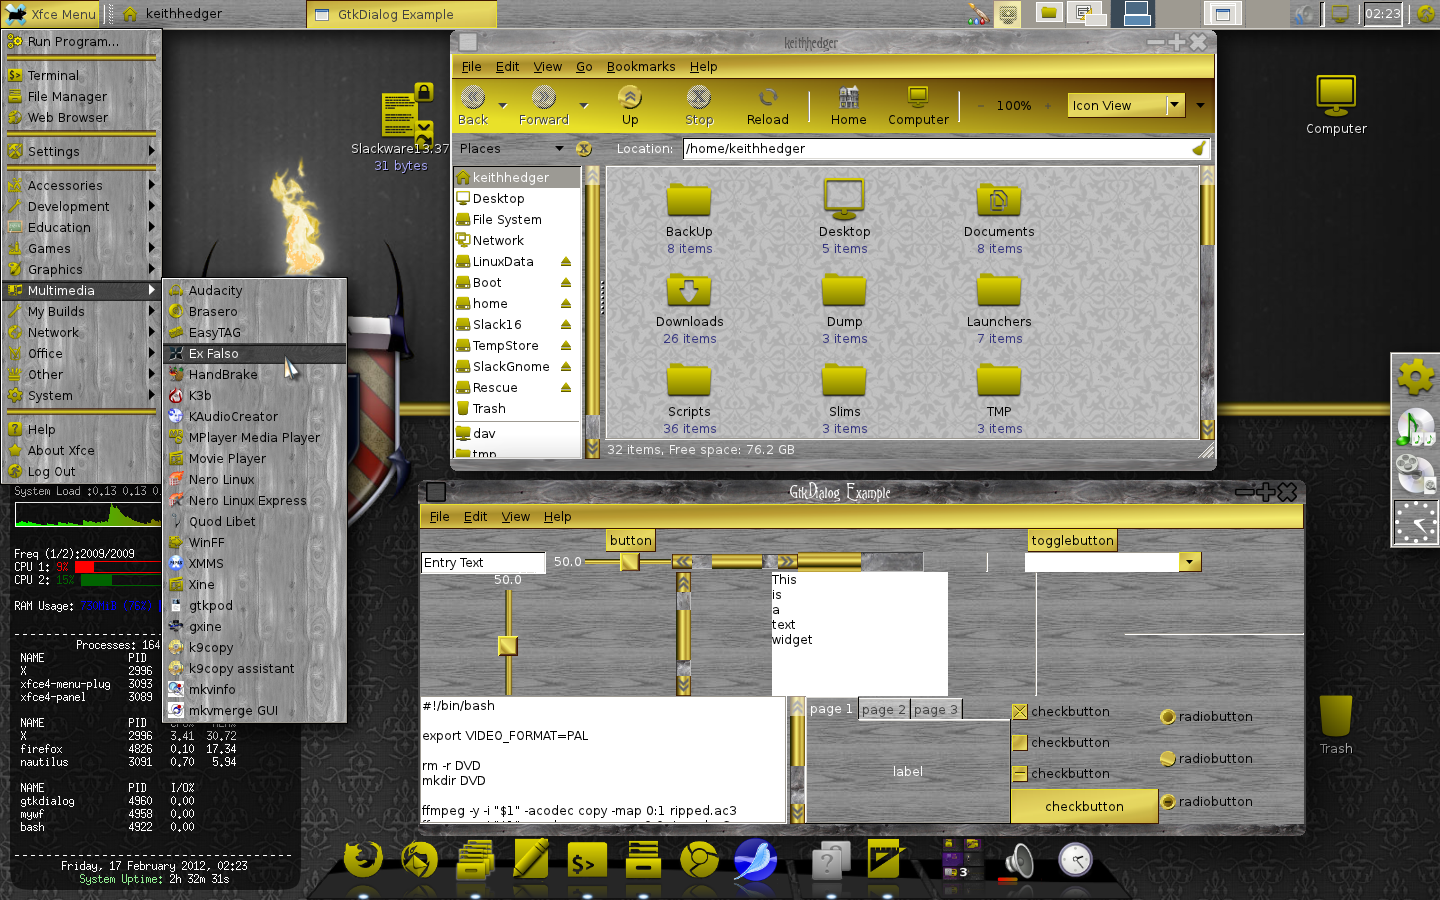 Xfce Menu
keithhedger
GtkDialog Example
02:23
Run Program...
Terminal
File Manager
Web Browser
Settings
Accessories
Development
Education
Games
Graphics
Multimedia
My Builds
Network
Office
Other
System
Help
About Xfce
Log Out
Audacity
Brasero
EasyTAG
Ex Falso
HandBrake
K3b
KAudioCreator
MPlayer Media Player
Movie Player
Nero Linux
Nero Linux Express
Quod Libet
WinFF
XMMS
Xine
gtkpod
gxine
k9copy
k9copy assistant
mkvinfo
mkvmerge GUI
Slackware13.37
31 bytes
keithhedger
File Edit View Go Bookmarks Help
Back Forward Up Stop Reload Home Computer 100% Icon View
Places Location: /home/keithhedger
keithhedger
Desktop
File System
Network
LinuxData
Boot
home
Slack16
TempStore
SlackGnome
Rescue
Trash
dav
tmp
BackUp
8 items
Desktop
5 items
Documents
8 items
Downloads
26 items
Dump
3 items
Launchers
7 items
Scripts
36 items
Slims
3 items
TMP
3 items
32 items, Free space: 76.2 GB
Computer
Trash
GtkDialog Example
File Edit View Help
button
togglebutton
Entry Text
50.0
50.0
This
is
a
text
widget
#!/bin/bash
export VIDEO_FORMAT=PAL
rm -r DVD
mkdir DVD
ffmpeg -y -i "$1" -acodec copy -map 0:1 ripped.ac3
page 1 page 2 page 3
label
checkbutton
checkbutton
checkbutton
checkbutton
radiobutton
radiobutton
radiobutton
System Load :0.13 0.13 0.
Freq (1/2):2009/2009
CPU 1: 9%
CPU 2: 15%
RAM Usage:
Processes: 164
NAME PID
X 2996
xfce4-menu-plug 3093
xfce4-panel 3089
NAME PID
X 2996 3.41 30.72
firefox 4826 0.10 17.34
nautilus 3091 0.70 5.94
NAME PID I/O%
gtkdialog 4960 0.00
mywf 4958 0.00
bash 4922 0.00
Friday, 17 February 2012, 02:23
System Uptime: 2h 32m 31s
$>
3